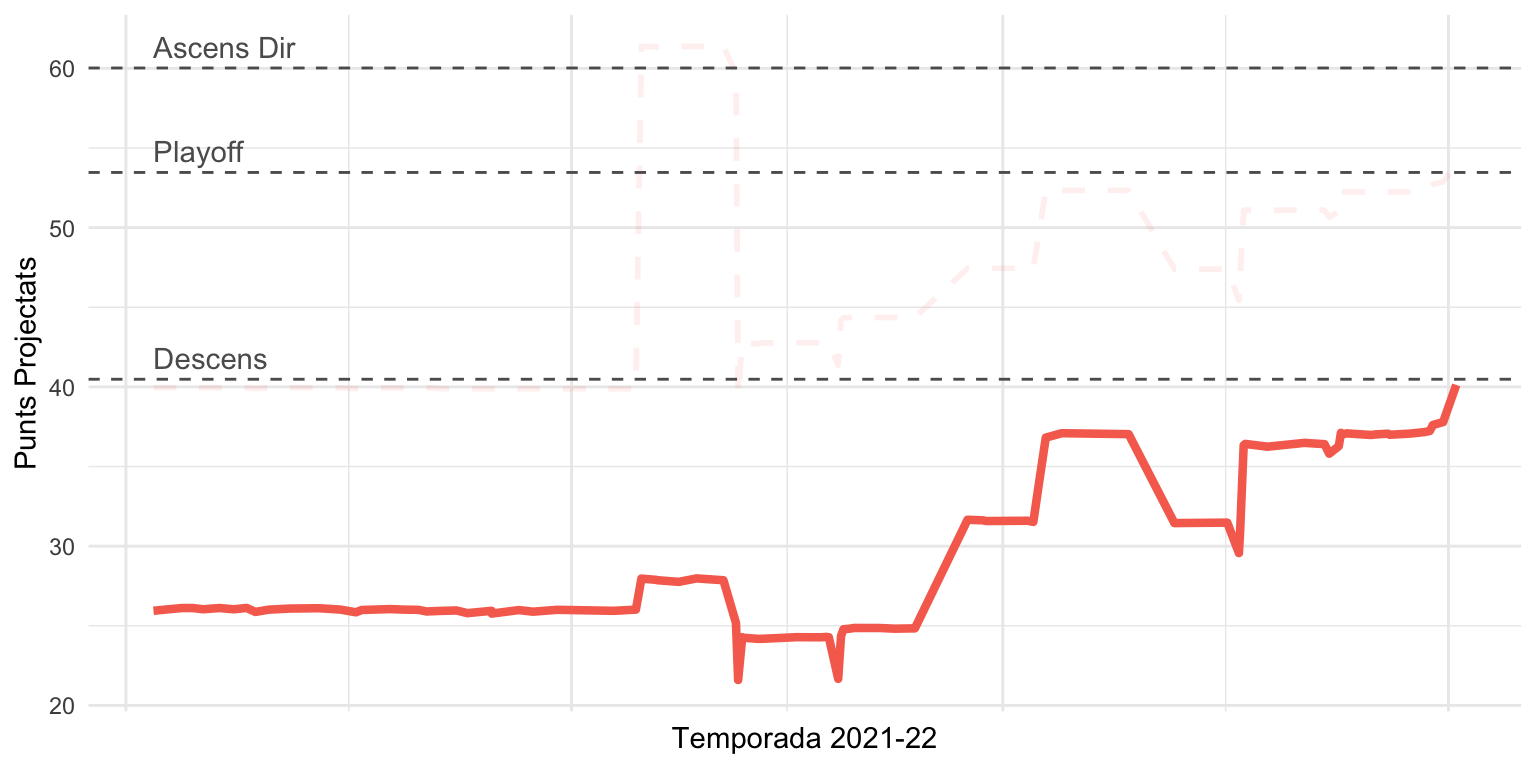 Ascens Dir
60
Playoff
50
Descens
40
30
20
Punts Projectats
Temporada 2021-22